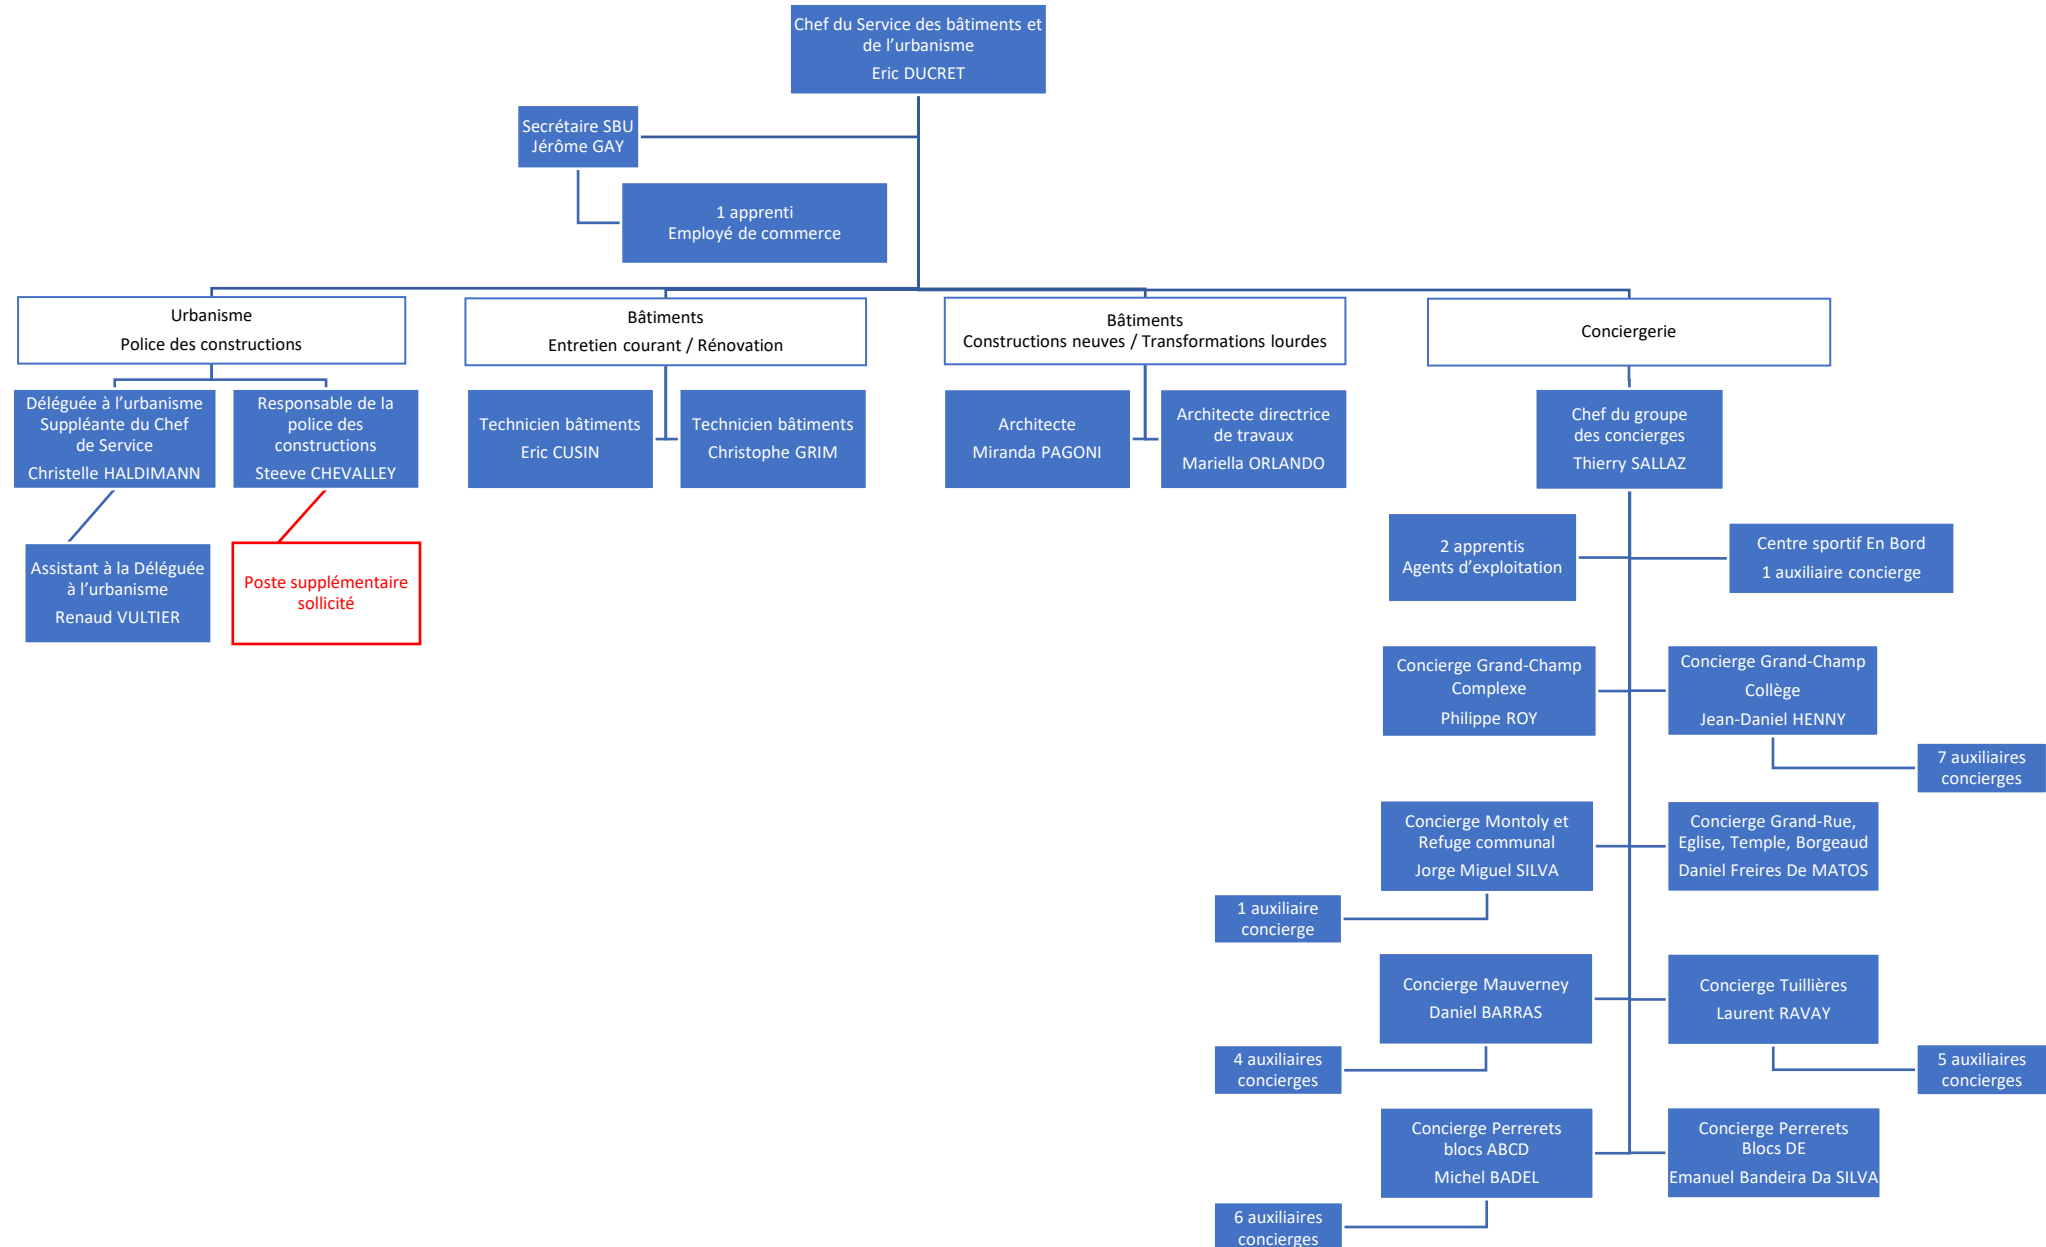 Chef du Service des bâtiments et
de l’urbanisme
Eric DUCRET
Secrétaire SBU
Jérôme GAY
1 apprenti
Employé de commerce
Urbanisme
Police des constructions
Bâtiments
Entretien courant / Rénovation
Bâtiments
Constructions neuves / Transformations lourdes
Conciergerie
Déléguée à l’urbanisme
Suppléante du Chef
de Service
Christelle HALDIMANN
Responsable de la
police des
constructions
Steeve CHEVALLEY
Technicien bâtiments
Eric CUSIN
Technicien bâtiments
Christophe GRIM
Architecte
Miranda PAGONI
Architecte directrice
de travaux
Mariella ORLANDO
Chef du groupe
des concierges
Thierry SALLAZ
Assistant à la Déléguée
à l’urbanisme
Renaud VULTIER
Poste supplémentaire
sollicité
2 apprentis
Agents d’exploitation
Centre sportif En Bord
1 auxiliaire concierge
Concierge Grand-Champ
Complexe
Philippe ROY
Concierge Grand-Champ
Collège
Jean-Daniel HENNY
7 auxiliaires
concierges
Concierge Montoly et
Refuge communal
Jorge Miguel SILVA
Concierge Grand-Rue,
Eglise, Temple, Borgeaud
Daniel Freires De MATOS
1 auxiliaire
concierge
Concierge Mauverney
Daniel BARRAS
Concierge Tuillières
Laurent RAVAY
4 auxiliaires
concierges
5 auxiliaires
concierges
Concierge Perrerets
blocs ABCD
Michel BADEL
Concierge Perrerets
Blocs DE
Emanuel Bandeira Da SILVA
6 auxiliaires
concierges